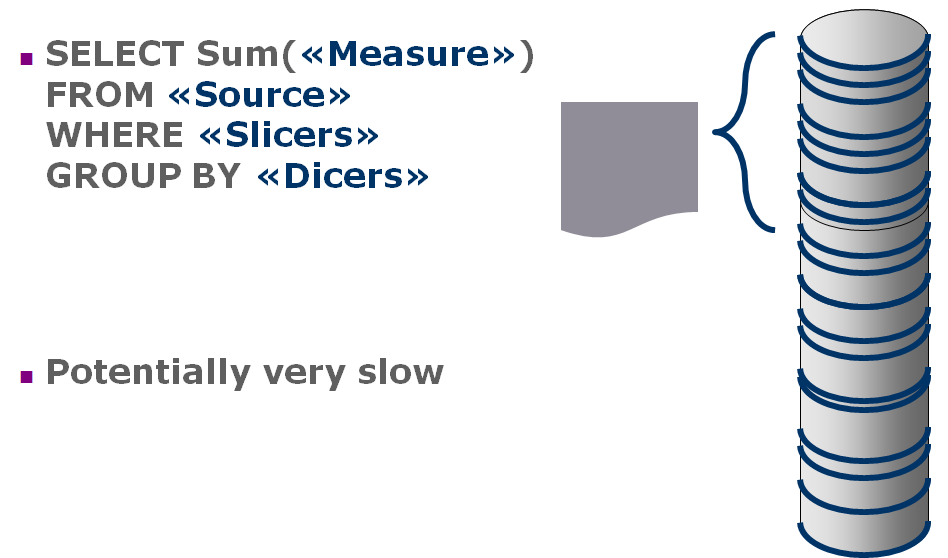 ▪ SELECT Sum(«Measure»)
FROM «Source»
WHERE «Slicers»
GROUP BY «Dicers»
▪ Potentially very slow